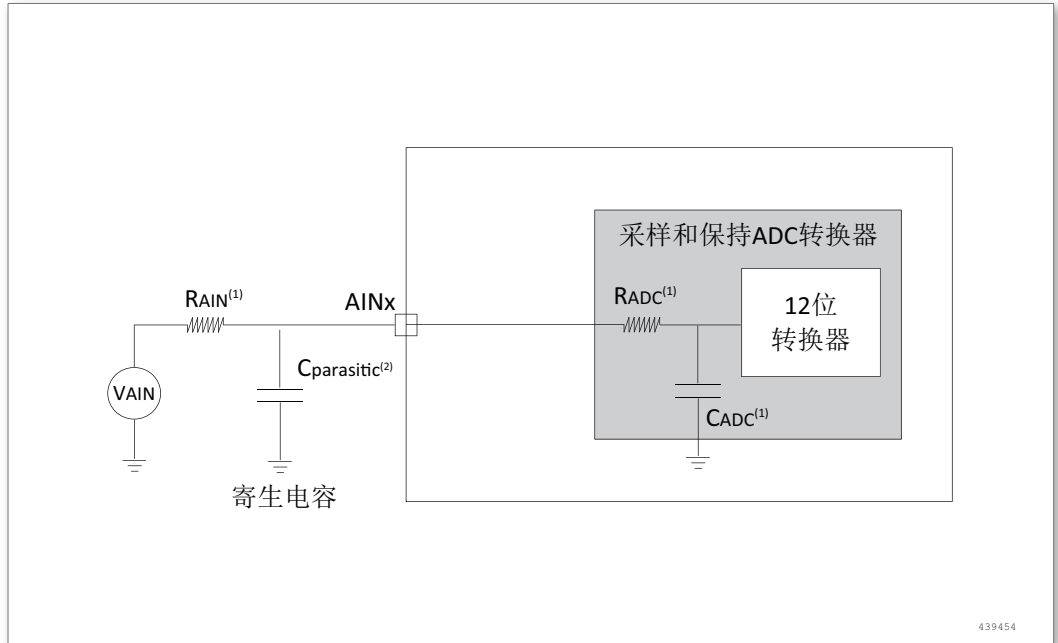 采样和保持ADC转换器
RAIN(1)
AINx
RADC(1)
12位
转换器
Cparasitic(2)
VAIN
CADC(1)
寄生电容
439454